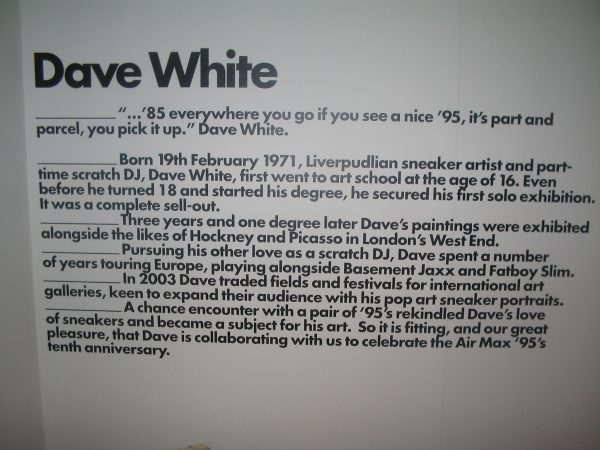 Dave White
________ “...’85 everywhere you go if you see a nice ’95, it’s part and
parcel, you pick it up.” Dave White.
________ Born 19th February 1971, Liverpudlian sneaker artist and part-
time scratch DJ, Dave White, first went to art school at the age of 16. Even
before he turned 18 and started his degree, he secured his first solo exhibition.
It was a complete sell-out.
________ Three years and one degree later Dave’s paintings were exhibited
alongside the likes of Hockney and Picasso in London’s West End.
________ Pursuing his other love as a scratch DJ, Dave spent a number
of years touring Europe, playing alongside Basement Jaxx and Fatboy Slim.
________ In 2003 Dave traded fields and festivals for international art
galleries, keen to expand their audience with his pop art sneaker portraits.
________ A chance encounter with a pair of ’95’s rekindled Dave’s love
of sneakers and became a subject for his art. So it is fitting, and our great
pleasure, that Dave is collaborating with us to celebrate the Air Max ‘95’s
tenth anniversary.